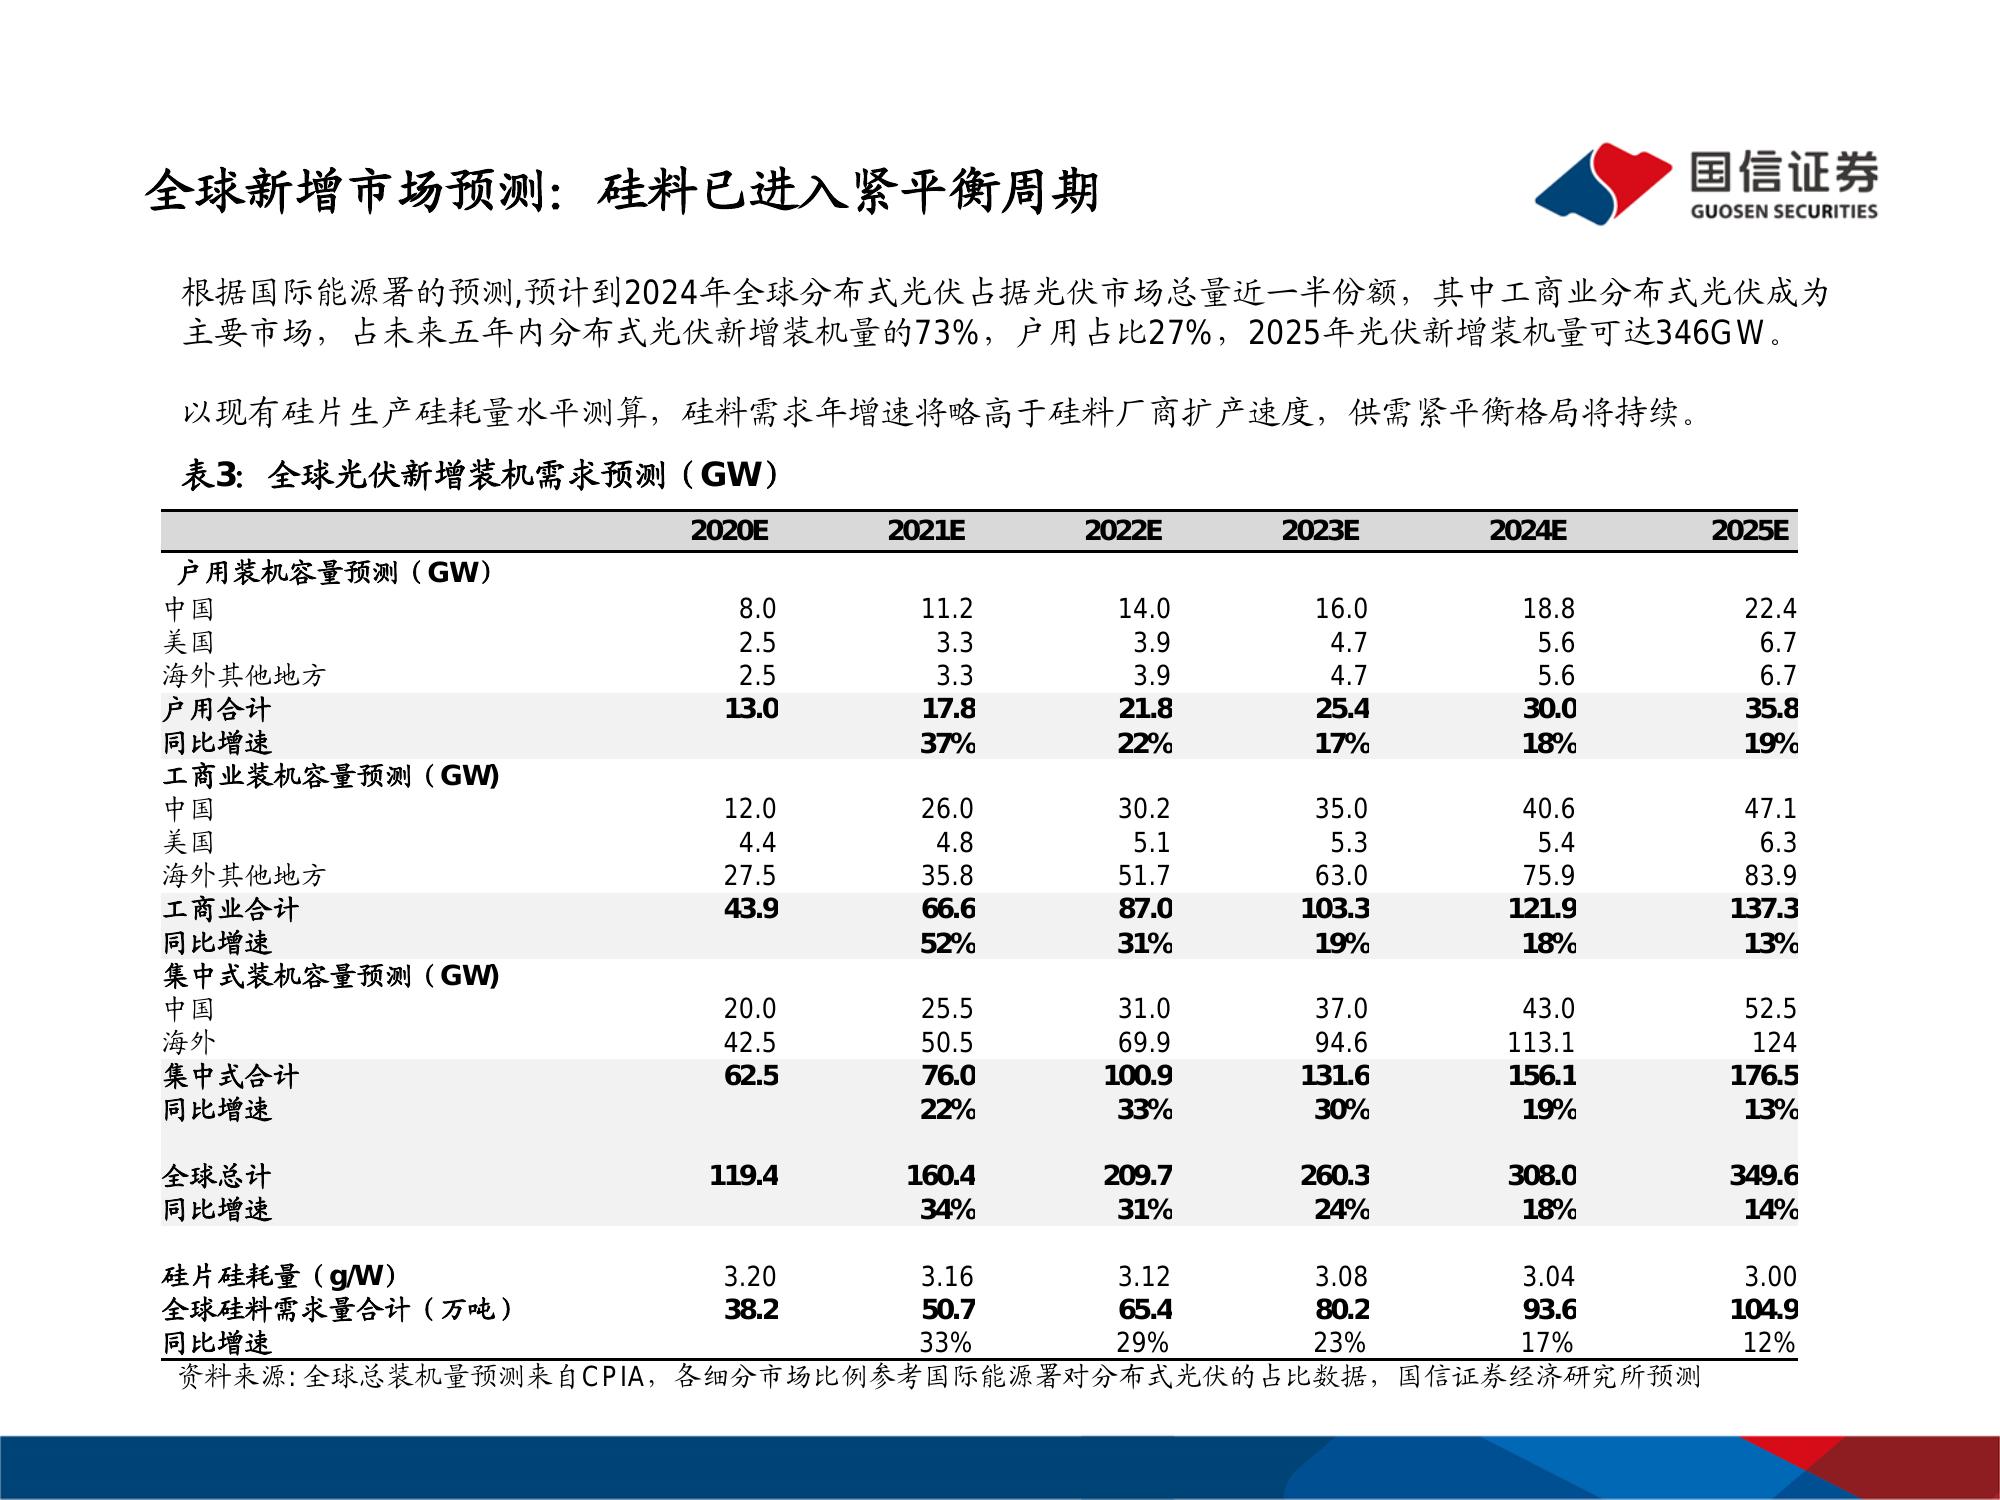 全球新增市场预测：硅料已进入紧平衡周期
国信证券
GUOSEN SECURITIES
根据国际能源署的预测,预计到2024年全球分布式光伏占据光伏市场总量近一半份额，其中工商业分布式光伏成为
主要市场，占未来五年内分布式光伏新增装机量的73%，户用占比27%，2025年光伏新增装机量可达346GW。
以现有硅片生产硅耗量水平测算，硅料需求年增速将略高于硅料厂商扩产速度，供需紧平衡格局将持续。
表3：全球光伏新增装机需求预测（GW）
2020E 2021E 2022E 2023E 2024E 2025E
户用装机容量预测（GW）
中国 8.0 11.2 14.0 16.0 18.8 22.4
美国 2.5 3.3 3.9 4.7 5.6 6.7
海外其他地方 2.5 3.3 3.9 4.7 5.6 6.7
户用合计 13.0 17.8 21.8 25.4 30.0 35.8
同比增速 37% 22% 17% 18% 19%
工商业装机容量预测（GW)
中国 12.0 26.0 30.2 35.0 40.6 47.1
美国 4.4 4.8 5.1 5.3 5.4 6.3
海外其他地方 27.5 35.8 51.7 63.0 75.9 83.9
工商业合计 43.9 66.6 87.0 103.3 121.9 137.3
同比增速 52% 31% 19% 18% 13%
集中式装机容量预测（GW)
中国 20.0 25.5 31.0 37.0 43.0 52.5
海外 42.5 50.5 69.9 94.6 113.1 124
集中式合计 62.5 76.0 100.9 131.6 156.1 176.5
同比增速 22% 33% 30% 19% 13%
全球总计 119.4 160.4 209.7 260.3 308.0 349.6
同比增速 34% 31% 24% 18% 14%
硅片硅耗量（g/W） 3.20 3.16 3.12 3.08 3.04 3.00
全球硅料需求量合计（万吨） 38.2 50.7 65.4 80.2 93.6 104.9
同比增速 33% 29% 23% 17% 12%
资料来源: 全球总装机量预测来自CPIA，各细分市场比例参考国际能源署对分布式光伏的占比数据，国信证券经济研究所预测